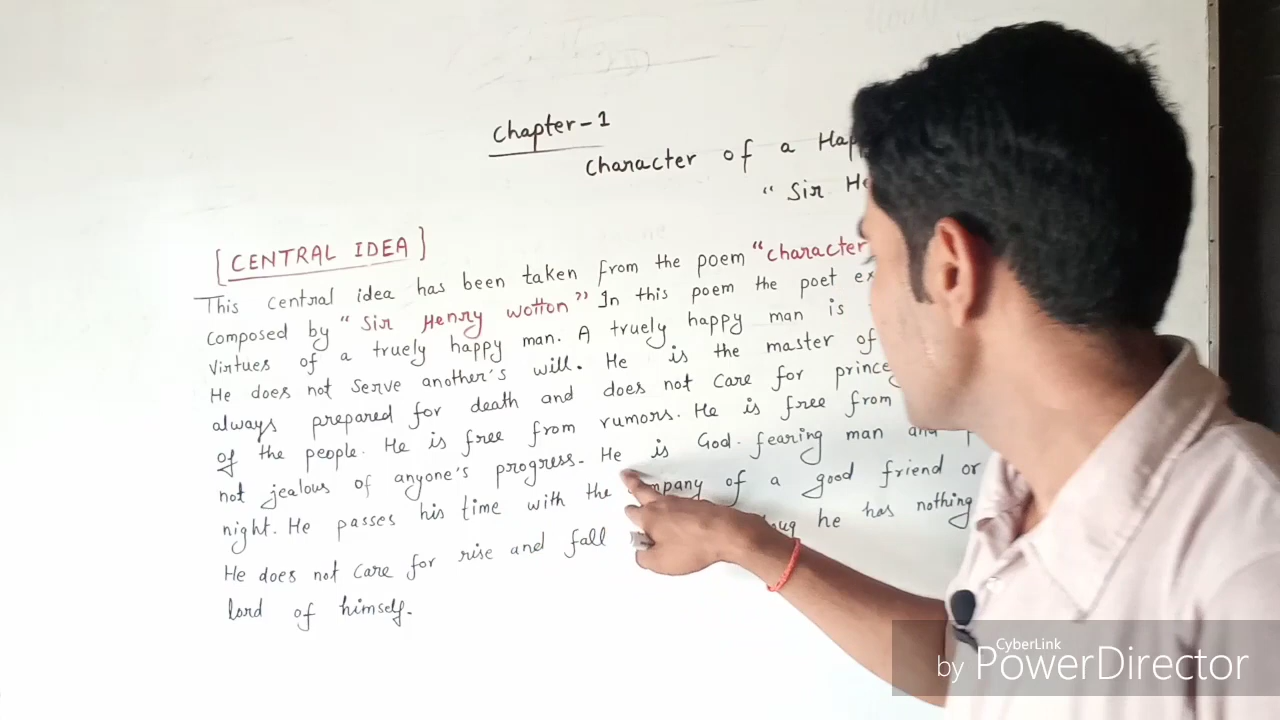 Chapter-1
Character of a Hap
" Sir He
[CENTRAL IDEA]
This central idea has been taken from the poem "character
composed by "Sir Henry Wotton" In this poem the poet ex
virtues of a truely happy man. A truely happy man is
He does not serve another's will. He is the master of
always prepared for death and does not care for prince
of the people. He is free from rumors. He is free from
not jealous of anyone's progress. He is God-fearing man and
night. He passes his time with the company of a good friend or
He does not care for rise and fall he has nothing
lord of himself.
CyberLink
by PowerDirector